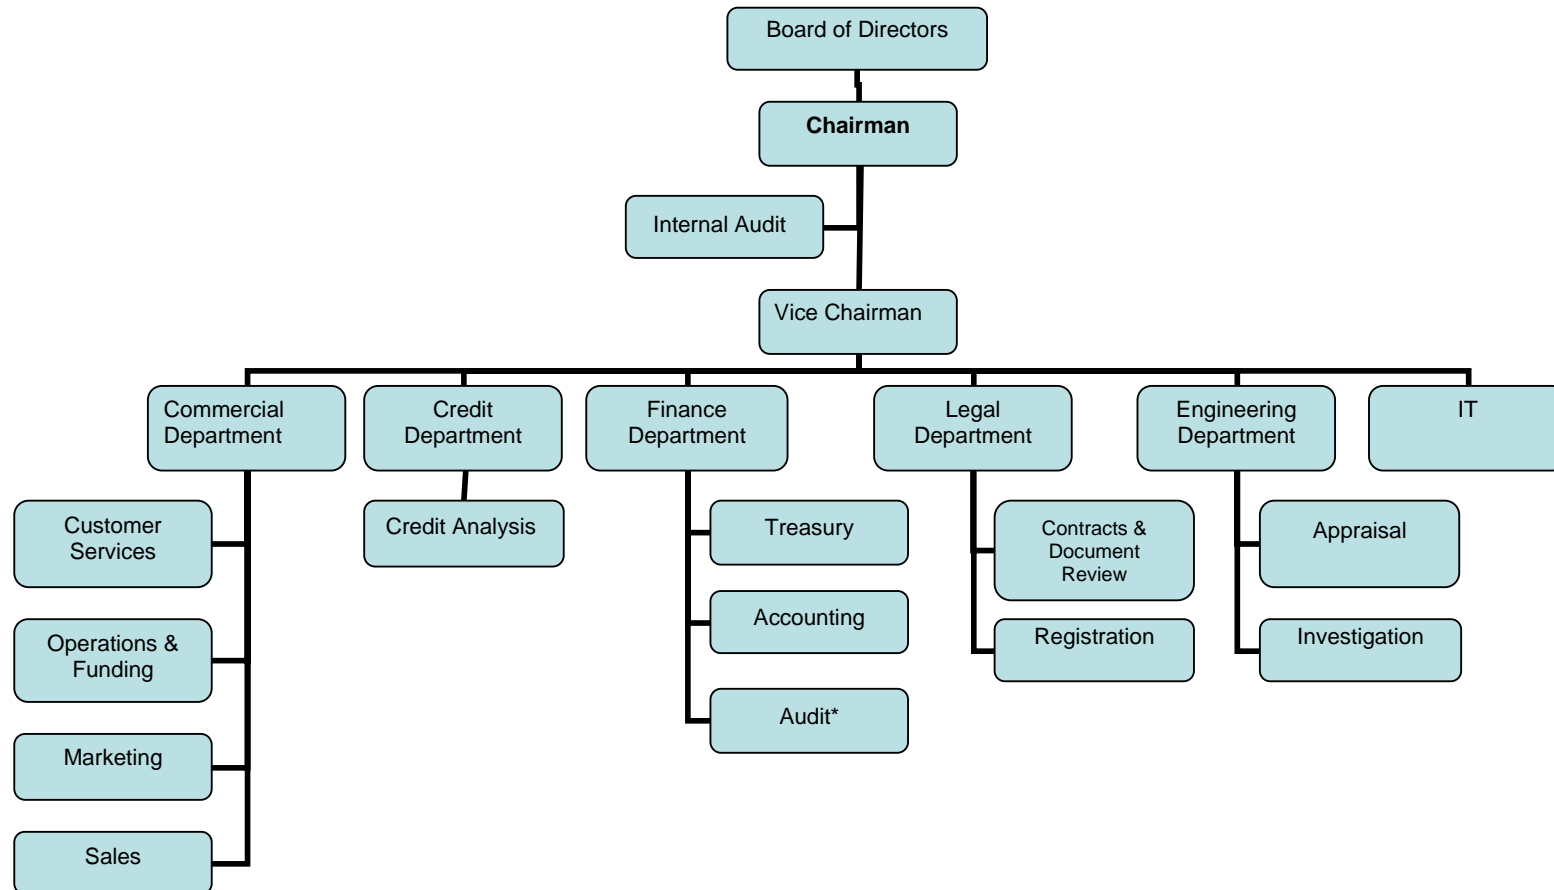 Board of Directors
Chairman
Internal Audit
Vice Chairman
Commercial
Department
Credit
Department
Finance
Department
Legal
Department
Engineering
Department
IT
Customer
Services
Operations &
Funding
Marketing
Sales
Credit Analysis
Treasury
Accounting
Audit*
Contracts &
Document
Review
Registration
Appraisal
Investigation